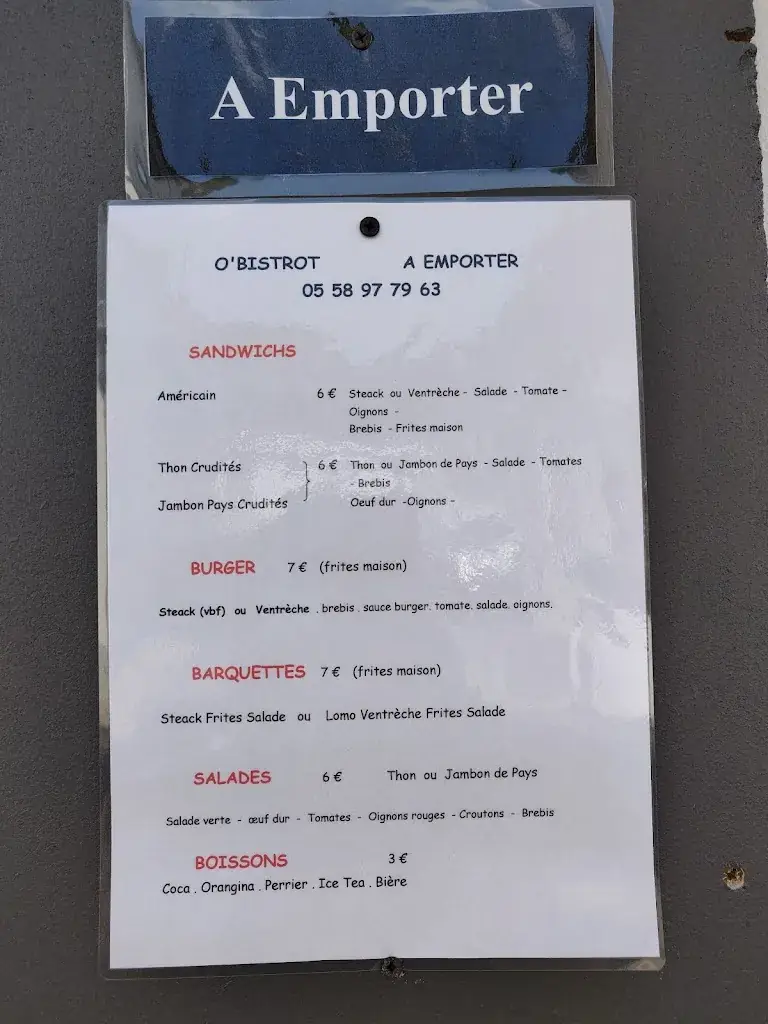 A Emporter
O'BISTROT A EMPORTER
05 58 97 79 63
SANDWICHS
Américain 6 € Steack ou Ventrèche - Salade - Tomate -
Oignons -
Brebis - Frites maison
Thon Crudités } 6 € Thon ou Jambon de Pays - Salade - Tomates
- Brebis
Jambon Pays Crudités Oeuf dur -Oignons -
BURGER 7 € (frites maison)
Steack (vbf) ou Ventrèche . brebis . sauce burger. tomate. salade. oignons.
BARQUETTES 7 € (frites maison)
Steack Frites Salade ou Lomo Ventrèche Frites Salade
SALADES 6 € Thon ou Jambon de Pays
Salade verte - œuf dur - Tomates - Oignons rouges - Croutons - Brebis
BOISSONS 3 €
Coca . Orangina . Perrier . Ice Tea . Bière